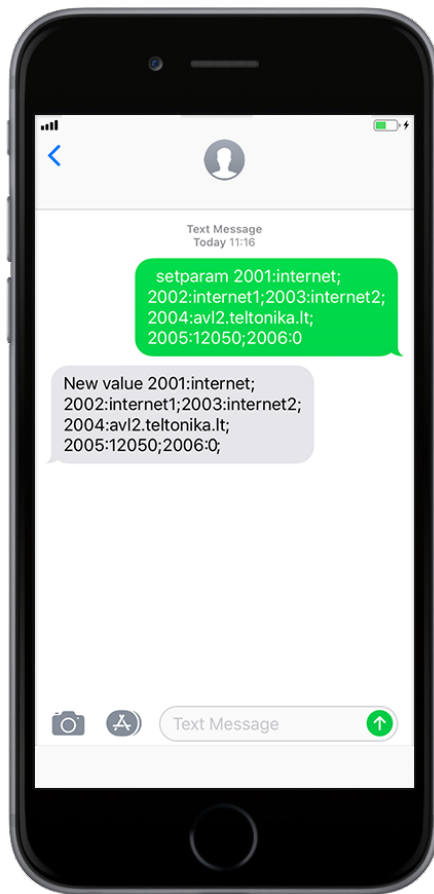 Text Message
Today 11:16
setparam 2001:internet;
2002:internet1;2003:internet2;
2004:avl2.teltonika.lt;
2005:12050;2006:0
New value 2001:internet;
2002:internet1;2003:internet2;
2004:avl2.teltonika.lt;
2005:12050;2006:0;
Text Message